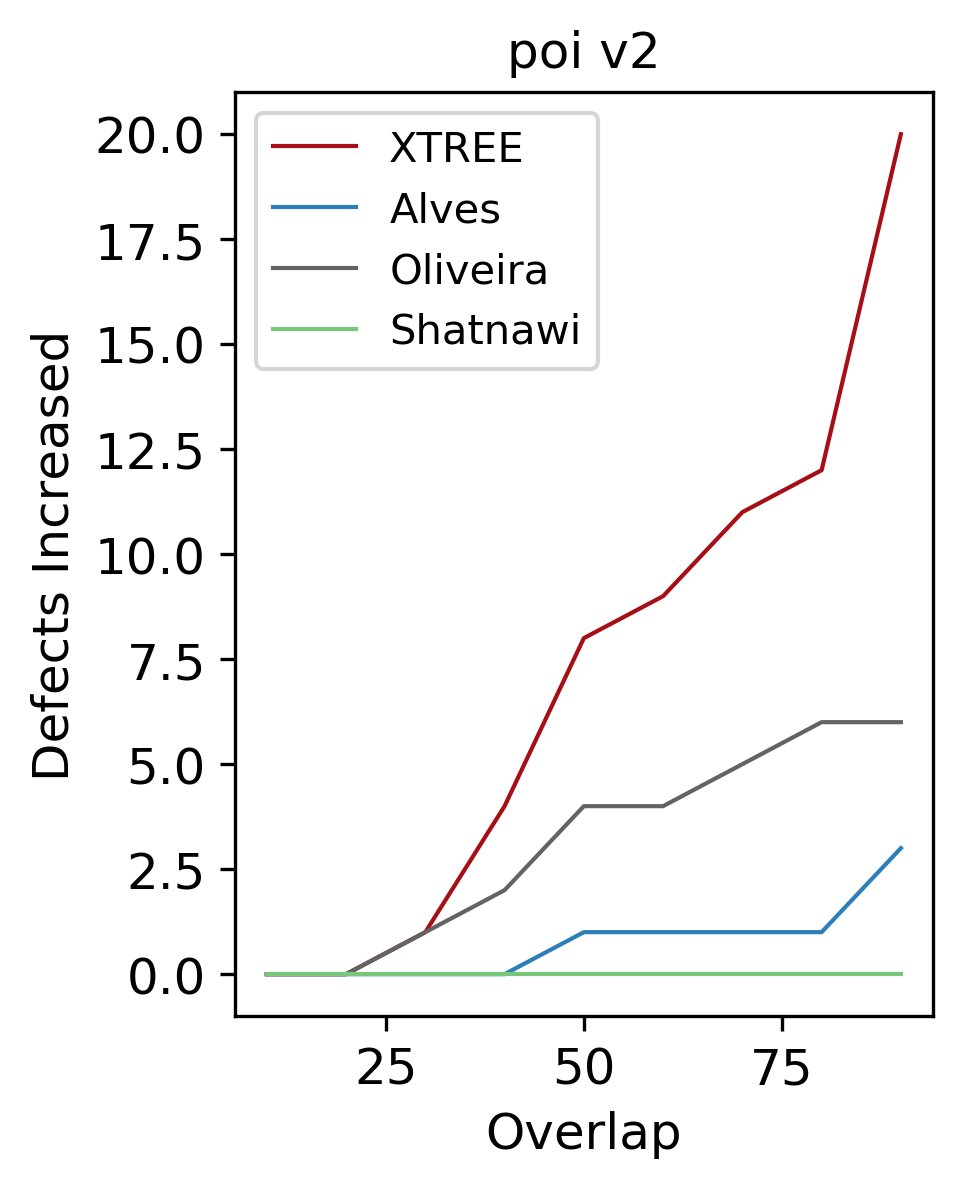 poi v2
20.0
17.5
15.0
12.5
10.0
7.5
5.0
2.5
0.0
Defects Increased
XTREE
Alves
Oliveira
Shatnawi
25 50 75
Overlap